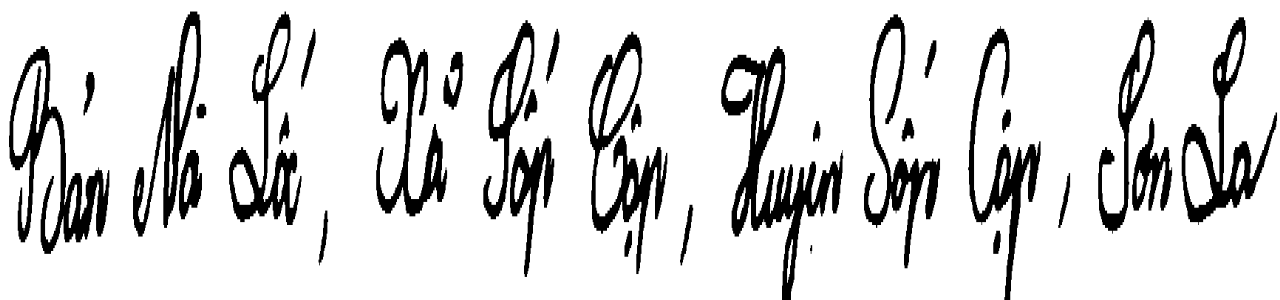 Bản Nà Lốc, Xã Sốp Cộp, Huyện Sốp Cộp, Sơn La